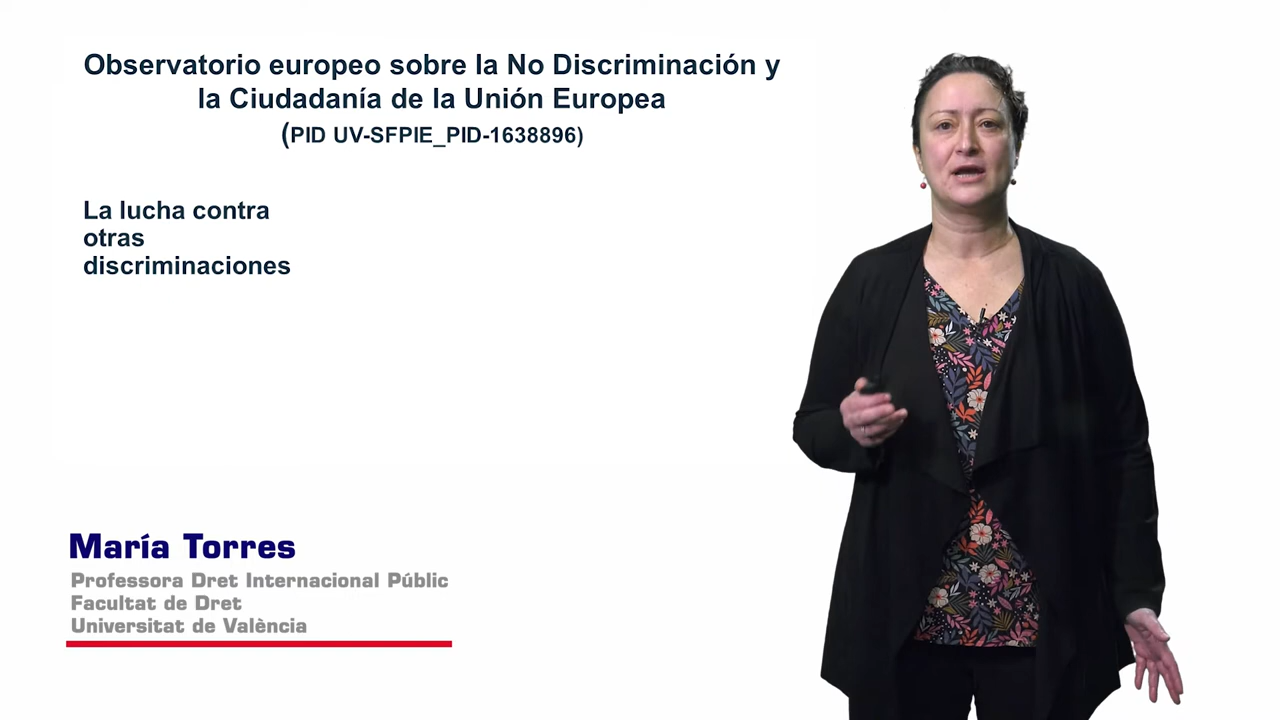 Observatorio europeo sobre la No Discriminación y
la Ciudadanía de la Unión Europea
(PID UV-SFPIE_PID-1638896)
La lucha contra
otras
discriminaciones
María Torres
Professora Dret Internacional Públic
Facultat de Dret
Universitat de València